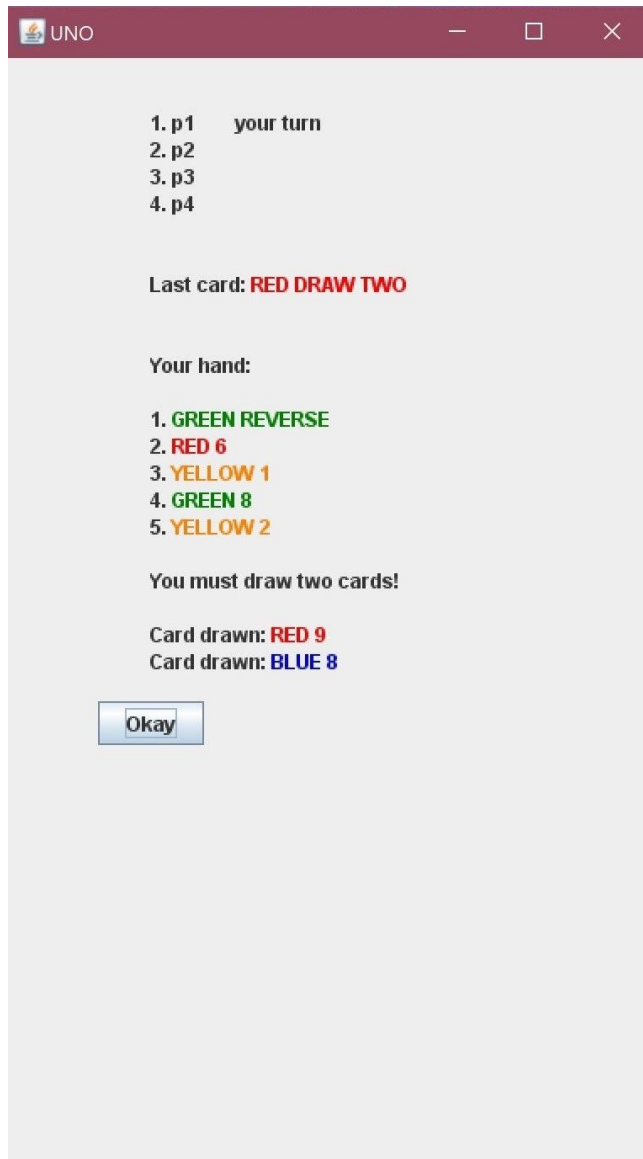 UNO
1. p1 your turn
2. p2
3. p3
4. p4
Last card: RED DRAW TWO
Your hand:
1. GREEN REVERSE
2. RED 6
3. YELLOW 1
4. GREEN 8
5. YELLOW 2
You must draw two cards!
Card drawn: RED 9
Card drawn: BLUE 8
Okay